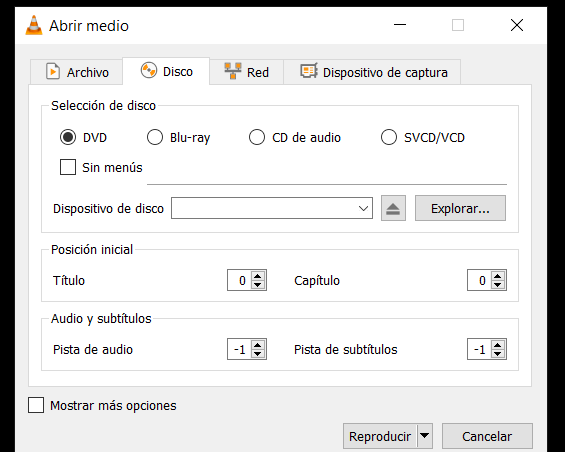 Abrir medio
Archivo Disco Red Dispositivo de captura
Selección de disco
DVD Blu-ray CD de audio SVCD/VCD
Sin menús
Dispositivo de disco Explorar...
Posición inicial
Título 0 Capítulo 0
Audio y subtítulos
Pista de audio -1 Pista de subtítulos -1
Mostrar más opciones
Reproducir Cancelar